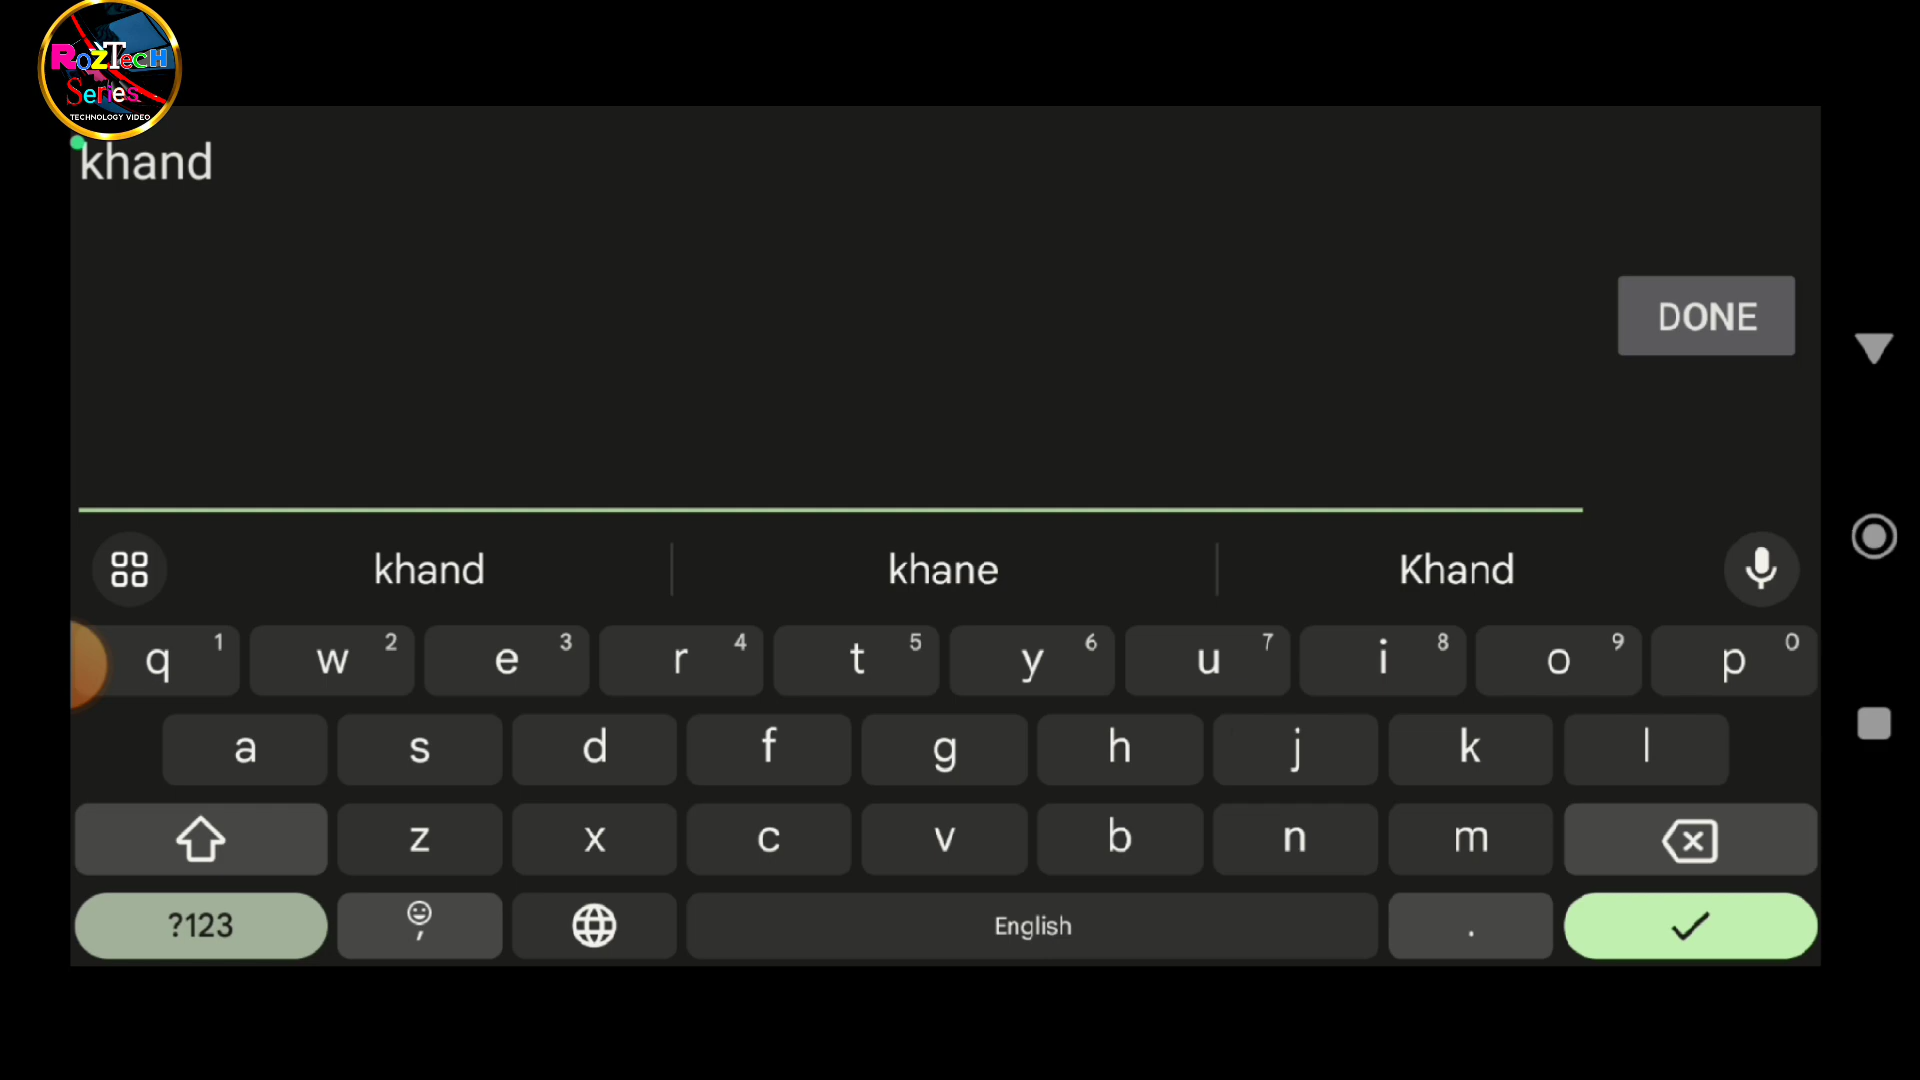 RozTech
Series
TECHNOLOGY VIDEO
khand
DONE
khand khane Khand
q 1 w 2 e 3 r 4 t 5 y 6 u 7 i 8 o 9 p 0
a s d f g h j k l
z x c v b n m
?123 , English .